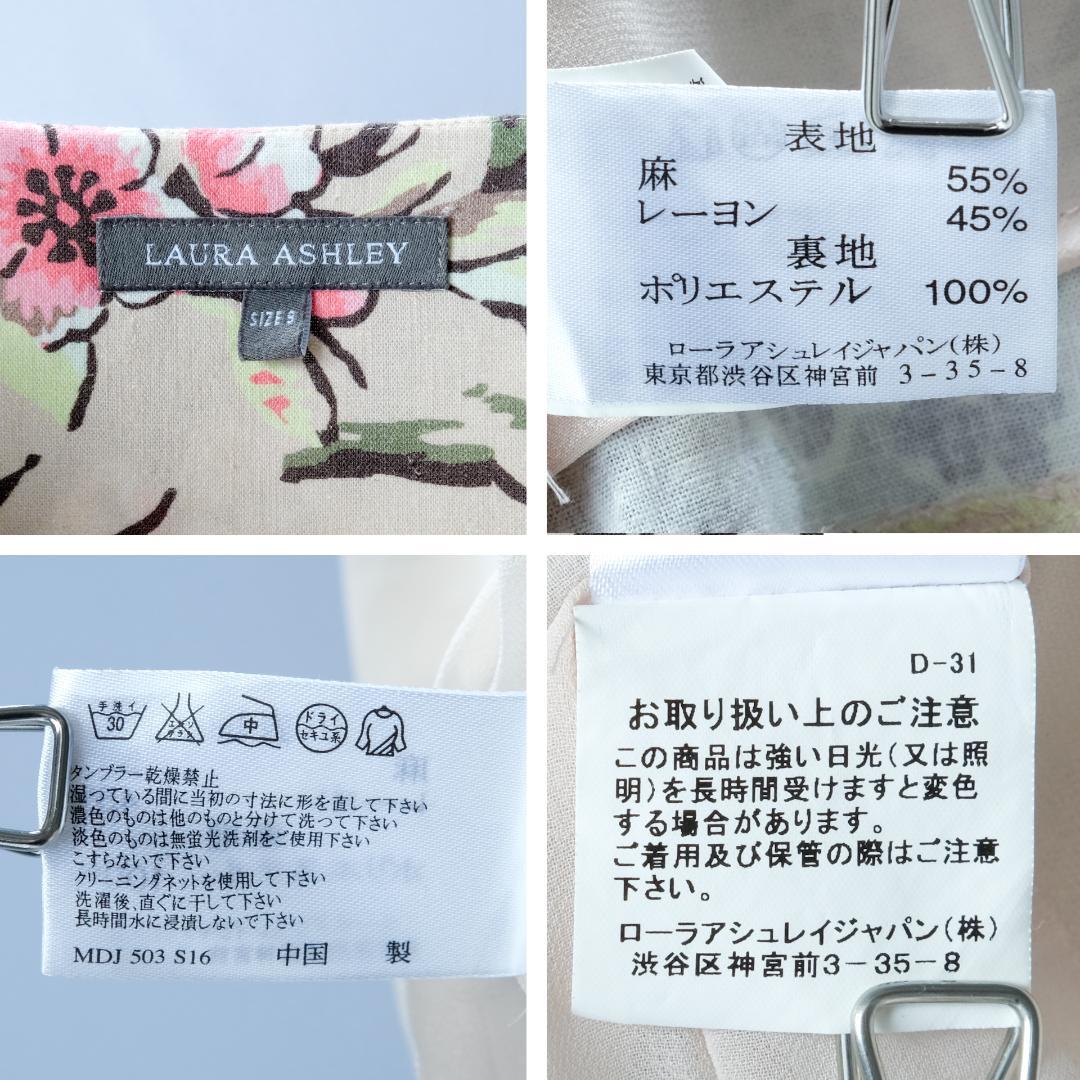 LAURA ASHLEY
SIZE 9
表地
麻 55%
レーヨン 45%
裏地
ポリエステル 100%
ローラアシュレイジャパン(株)
東京都渋谷区神宮前 3-35-8
手洗イ
30
エンソ
サラシ
中
ドライ
セキユ系
タンブラー乾燥禁止
湿っている間に当初の寸法に形を直して下さい
濃色のものは他のものと分けて洗つて下さい
淡色のものは無蛍光洗剤をご使用下さい
こすらないで下さい
クリーニングネットを使用して下さい
洗濯後、直ぐに干して下さい
長時間水に浸漬しないで下さい
MDJ 503 S16 中国 製
D-31
お取り扱い上のご注意
この商品は強い日光(又は照
明)を長時間受けますと変色
する場合があります。
ご着用及び保管の際はご注意
下さい。
ローラアシュレイジャパン(株)
渋谷区神宮前3-35-8